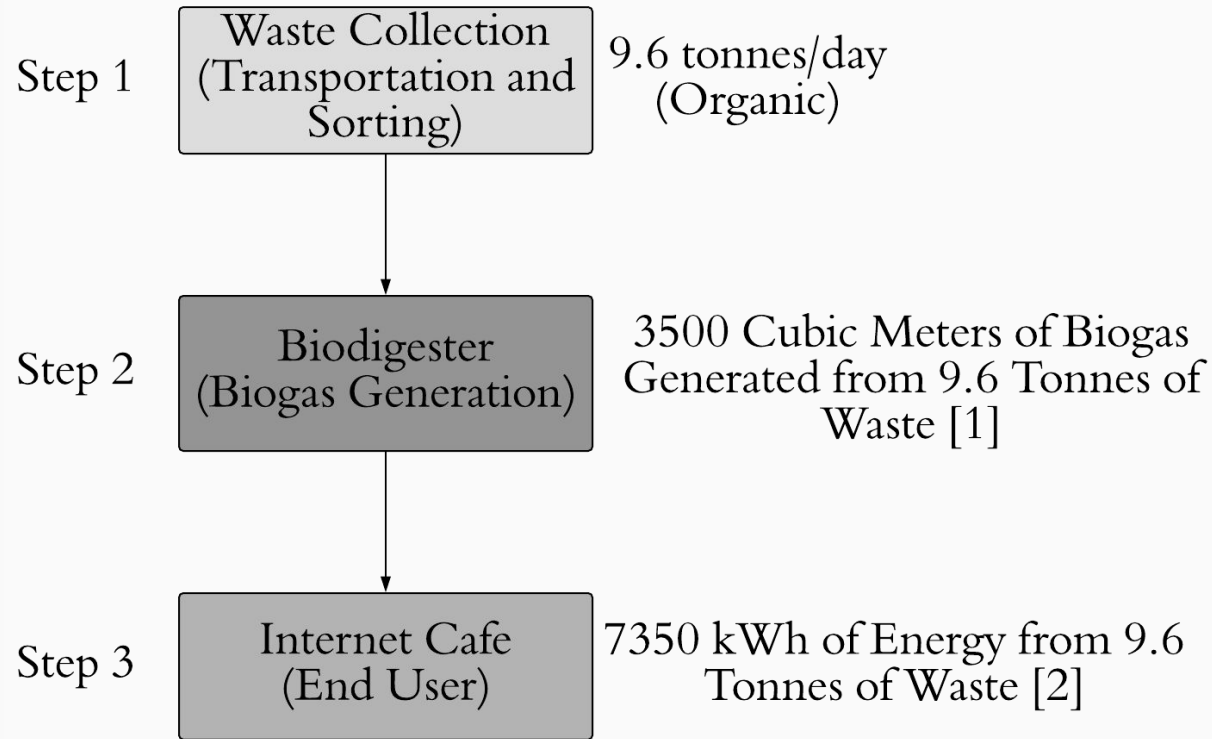 Step 1
Waste Collection
(Transportation and
Sorting)
9.6 tonnes/day
(Organic)
Step 2
Biodigester
(Biogas Generation)
3500 Cubic Meters of Biogas
Generated from 9.6 Tonnes of
Waste [1]
Step 3
Internet Cafe
(End User)
7350 kWh of Energy from 9.6
Tonnes of Waste [2]